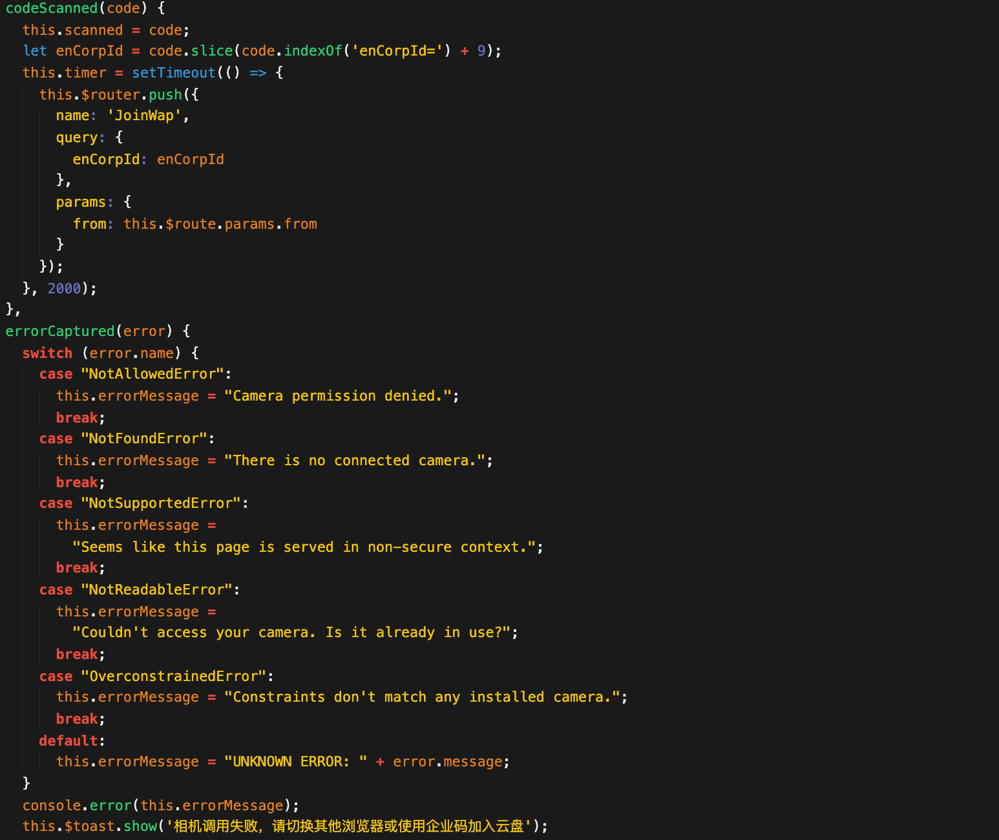 codeScanned(code) {
  this.scanned = code;
  let enCorpId = code.slice(code.indexOf('enCorpId=') + 9);
  this.timer = setTimeout(() => {
    this.$router.push({
      name: 'JoinWap',
      query: {
        enCorpId: enCorpId
      },
      params: {
        from: this.$route.params.from
      }
    });
  }, 2000);
},
errorCaptured(error) {
  switch (error.name) {
    case "NotAllowedError":
      this.errorMessage = "Camera permission denied.";
      break;
    case "NotFoundError":
      this.errorMessage = "There is no connected camera.";
      break;
    case "NotSupportedError":
      this.errorMessage =
        "Seems like this page is served in non-secure context.";
      break;
    case "NotReadableError":
      this.errorMessage =
        "Couldn't access your camera. Is it already in use?";
      break;
    case "OverconstrainedError":
      this.errorMessage = "Constraints don't match any installed camera.";
      break;
    default:
      this.errorMessage = "UNKNOWN ERROR: " + error.message;
  }
  console.error(this.errorMessage);
  this.$toast.show('相机调用失败，请切换其他浏览器或使用企业码加入云盘');